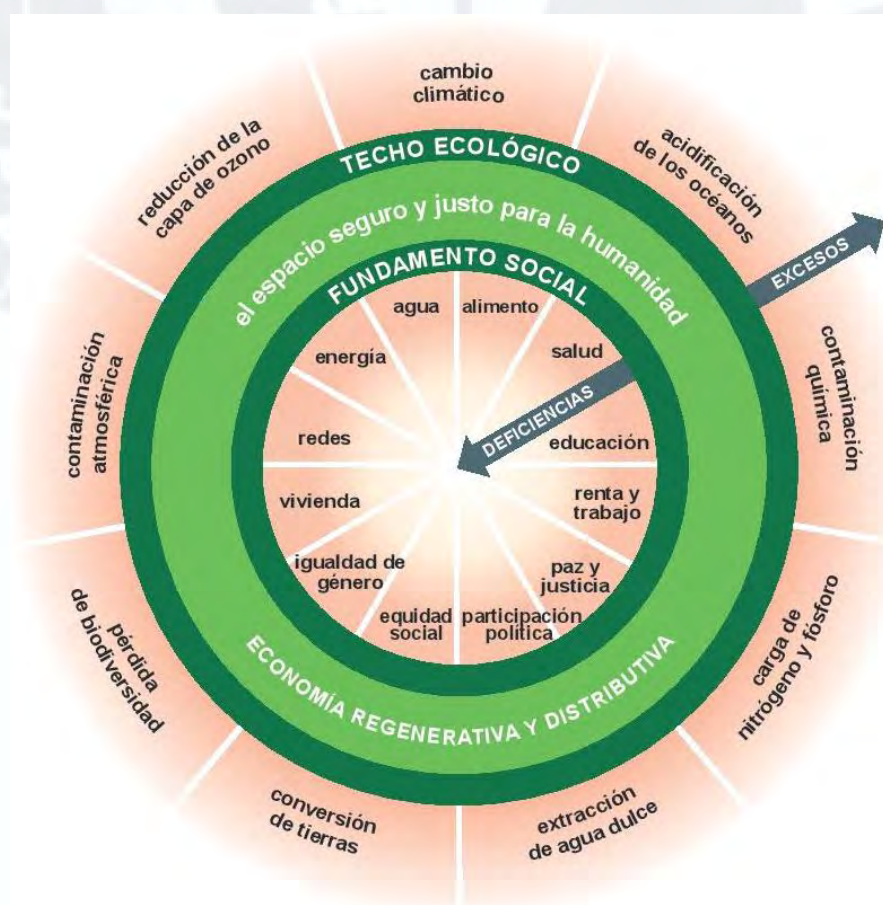 cambio
climático
acidificación
de los océanos
EXCESOS
contaminación
química
carga de
nitrógeno y fósforo
extracción
de agua dulce
conversión
de tierras
pérdida
de biodiversidad
contaminación
atmosférica
reducción de la
capa de ozono
TECHO ECOLÓGICO
el espacio seguro y justo para la humanidad
FUNDAMENTO SOCIAL
agua
alimento
salud
DEFICIENCIAS
educación
renta y
trabajo
paz y
justicia
participación
política
equidad
social
igualdad de
género
vivienda
redes
energía
ECONOMÍA REGENERATIVA Y DISTRIBUTIVA